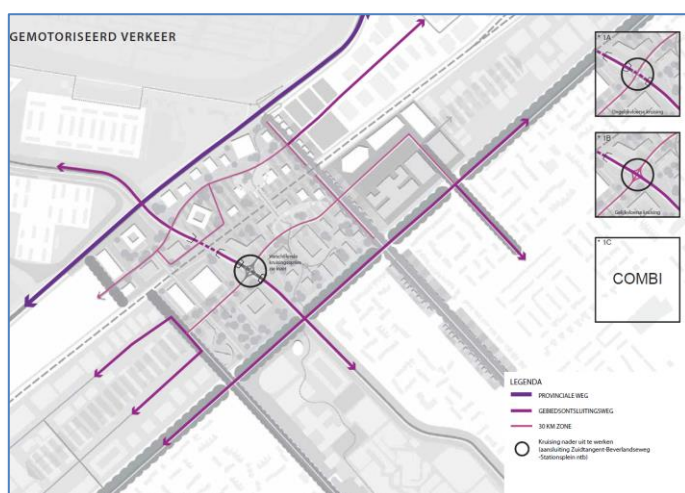 GEMOTORISEERD VERKEER
* 1A
Ongelijkvloerse kruising
* 1B
Gelijkvloerse kruising
* 1C
COMBI
LEGENDA
PROVINCIALE WEG
GEBIEDSONTSLUITINGSWEG
30 KM ZONE
Kruising nader uit te werken
(aansluiting Zuidtangent-Beverlandseweg
-Stationsplein ntb)